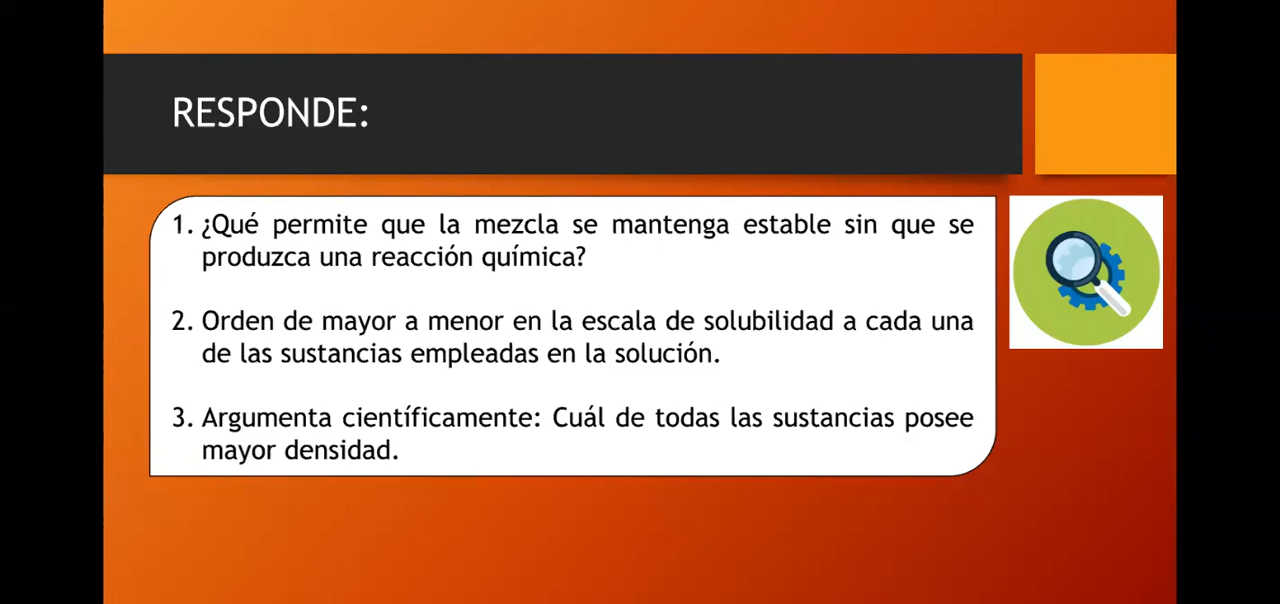 RESPONDE:
1. ¿Qué permite que la mezcla se mantenga estable sin que se
produzca una reacción química?
2. Orden de mayor a menor en la escala de solubilidad a cada una
de las sustancias empleadas en la solución.
3. Argumenta científicamente: Cuál de todas las sustancias posee
mayor densidad.